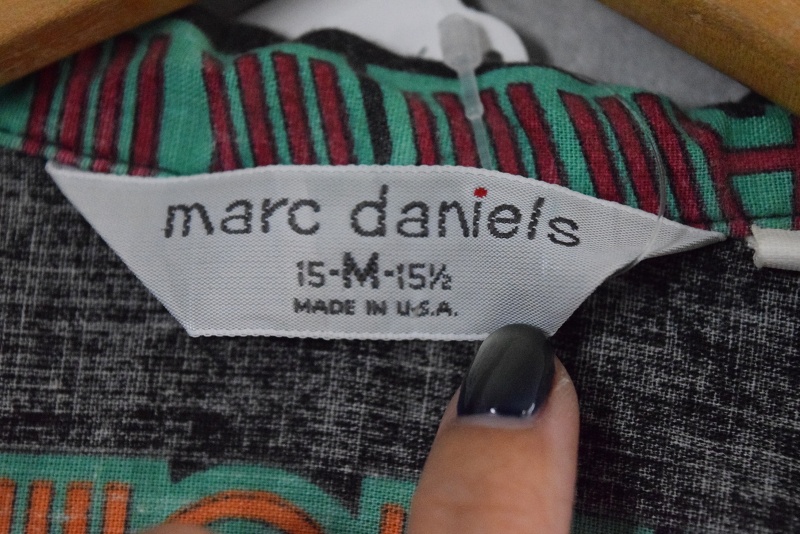 marc daniels
15-M-15½
MADE IN U.S.A.